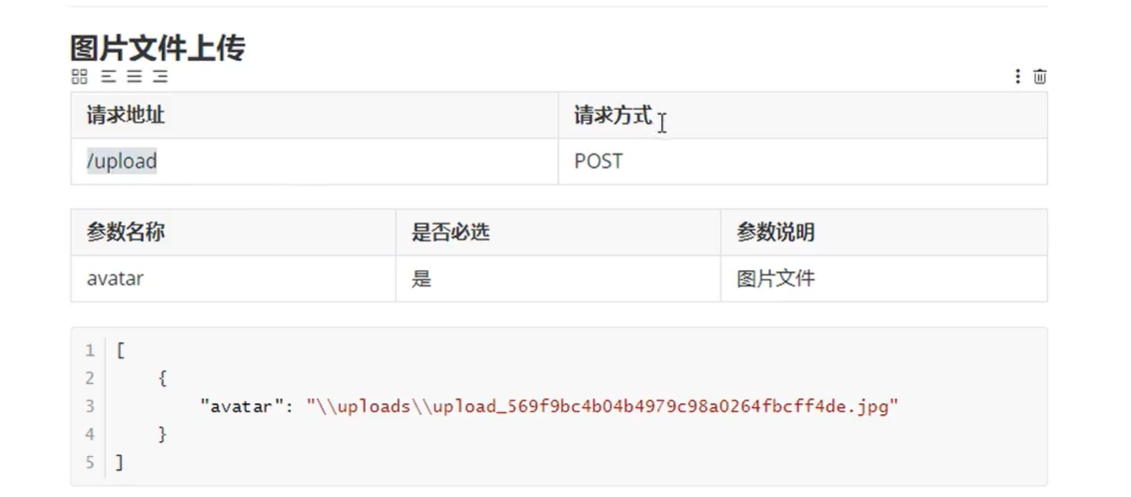 图片文件上传
请求地址 请求方式
/upload POST
参数名称 是否必选 参数说明
avatar 是 图片文件
1 [
2 {
3 "avatar": "\\uploads\\upload_569f9bc4b04b4979c98a0264fbcff4de.jpg"
4 }
5 ]